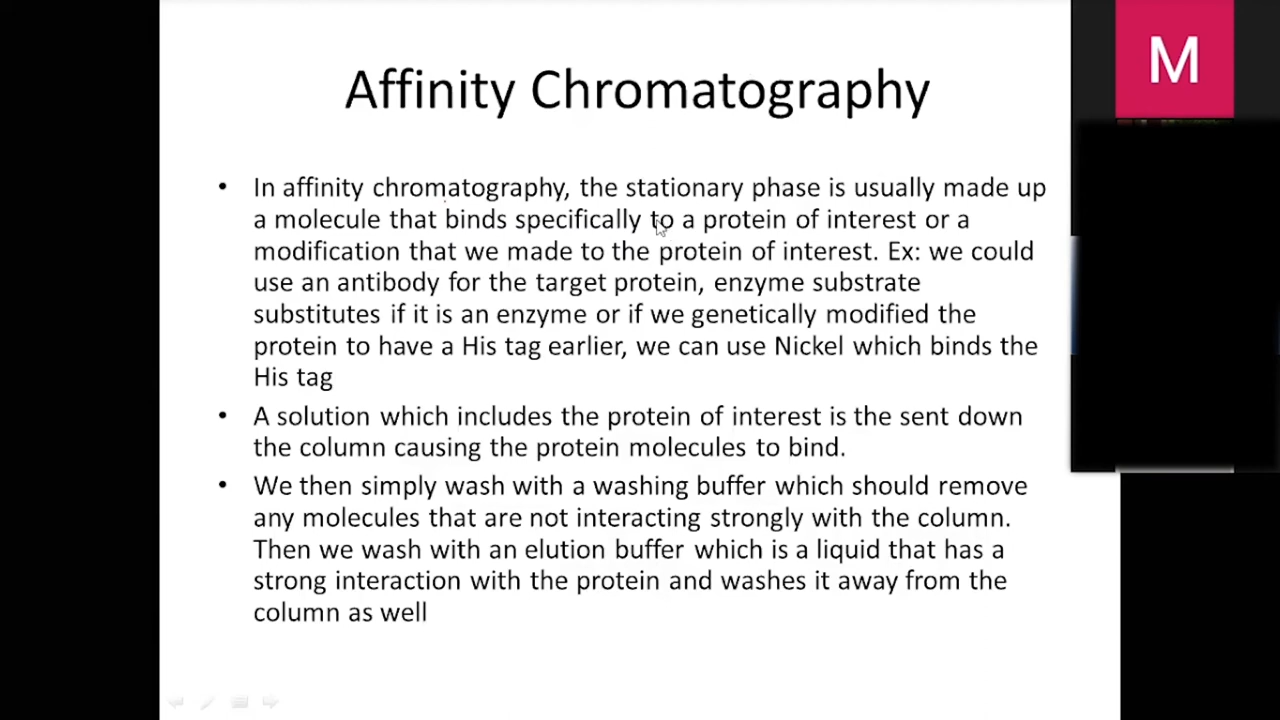 Affinity Chromatography
M
• In affinity chromatography, the stationary phase is usually made up
a molecule that binds specifically to a protein of interest or a
modification that we made to the protein of interest. Ex: we could
use an antibody for the target protein, enzyme substrate
substitutes if it is an enzyme or if we genetically modified the
protein to have a His tag earlier, we can use Nickel which binds the
His tag
• A solution which includes the protein of interest is the sent down
the column causing the protein molecules to bind.
• We then simply wash with a washing buffer which should remove
any molecules that are not interacting strongly with the column.
Then we wash with an elution buffer which is a liquid that has a
strong interaction with the protein and washes it away from the
column as well